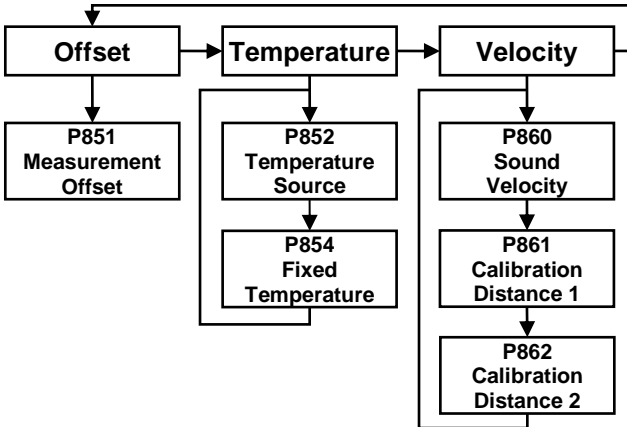 Offset
Temperature
Velocity
P851
Measurement
Offset
P852
Temperature
Source
P854
Fixed
Temperature
P860
Sound
Velocity
P861
Calibration
Distance 1
P862
Calibration
Distance 2